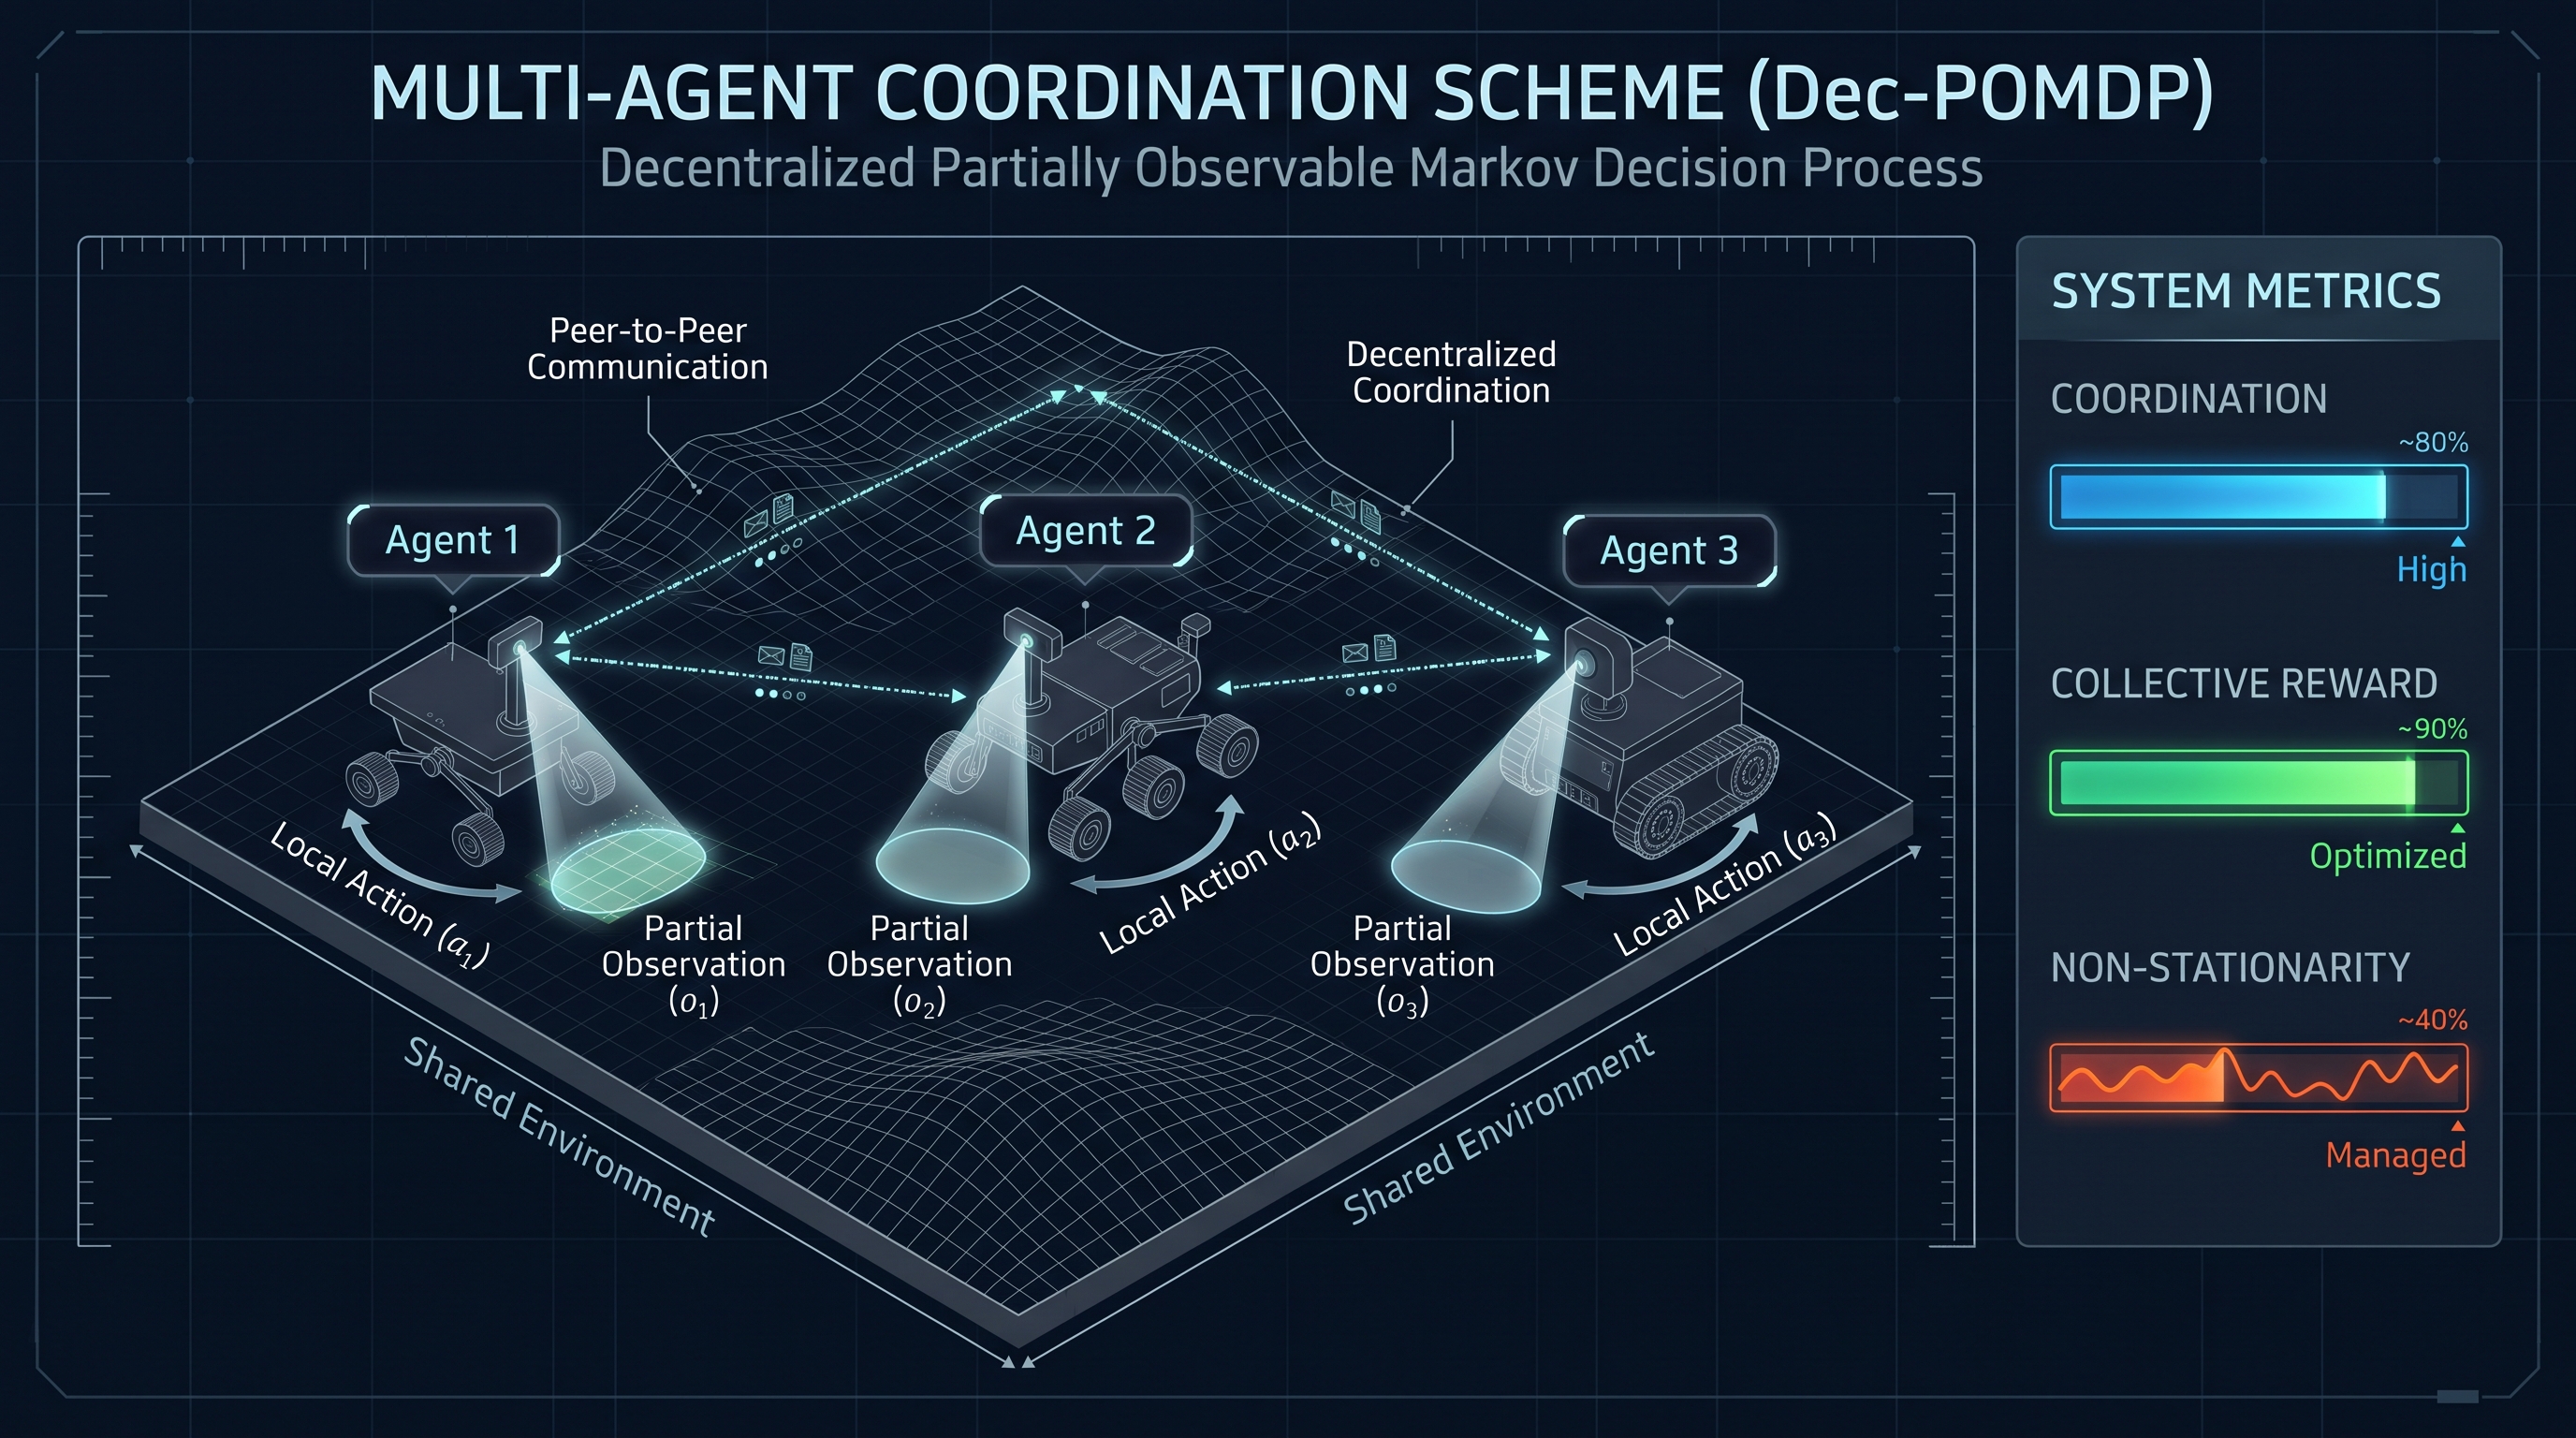 MULTI-AGENT COORDINATION SCHEME (Dec-POMDP)
Decentralized Partially Observable Markov Decision Process
Peer-to-Peer
Communication
Decentralized
Coordination
Agent 1
Agent 2
Agent 3
Local Action (a₁)
Partial
Observation
(o₁)
Partial
Observation
(o₂)
Local Action (a₂)
Partial
Observation
(o₃)
Local Action (a₃)
Shared Environment
Shared Environment
SYSTEM METRICS
COORDINATION
~80%
High
COLLECTIVE REWARD
~90%
Optimized
NON-STATIONARITY
~40%
Managed